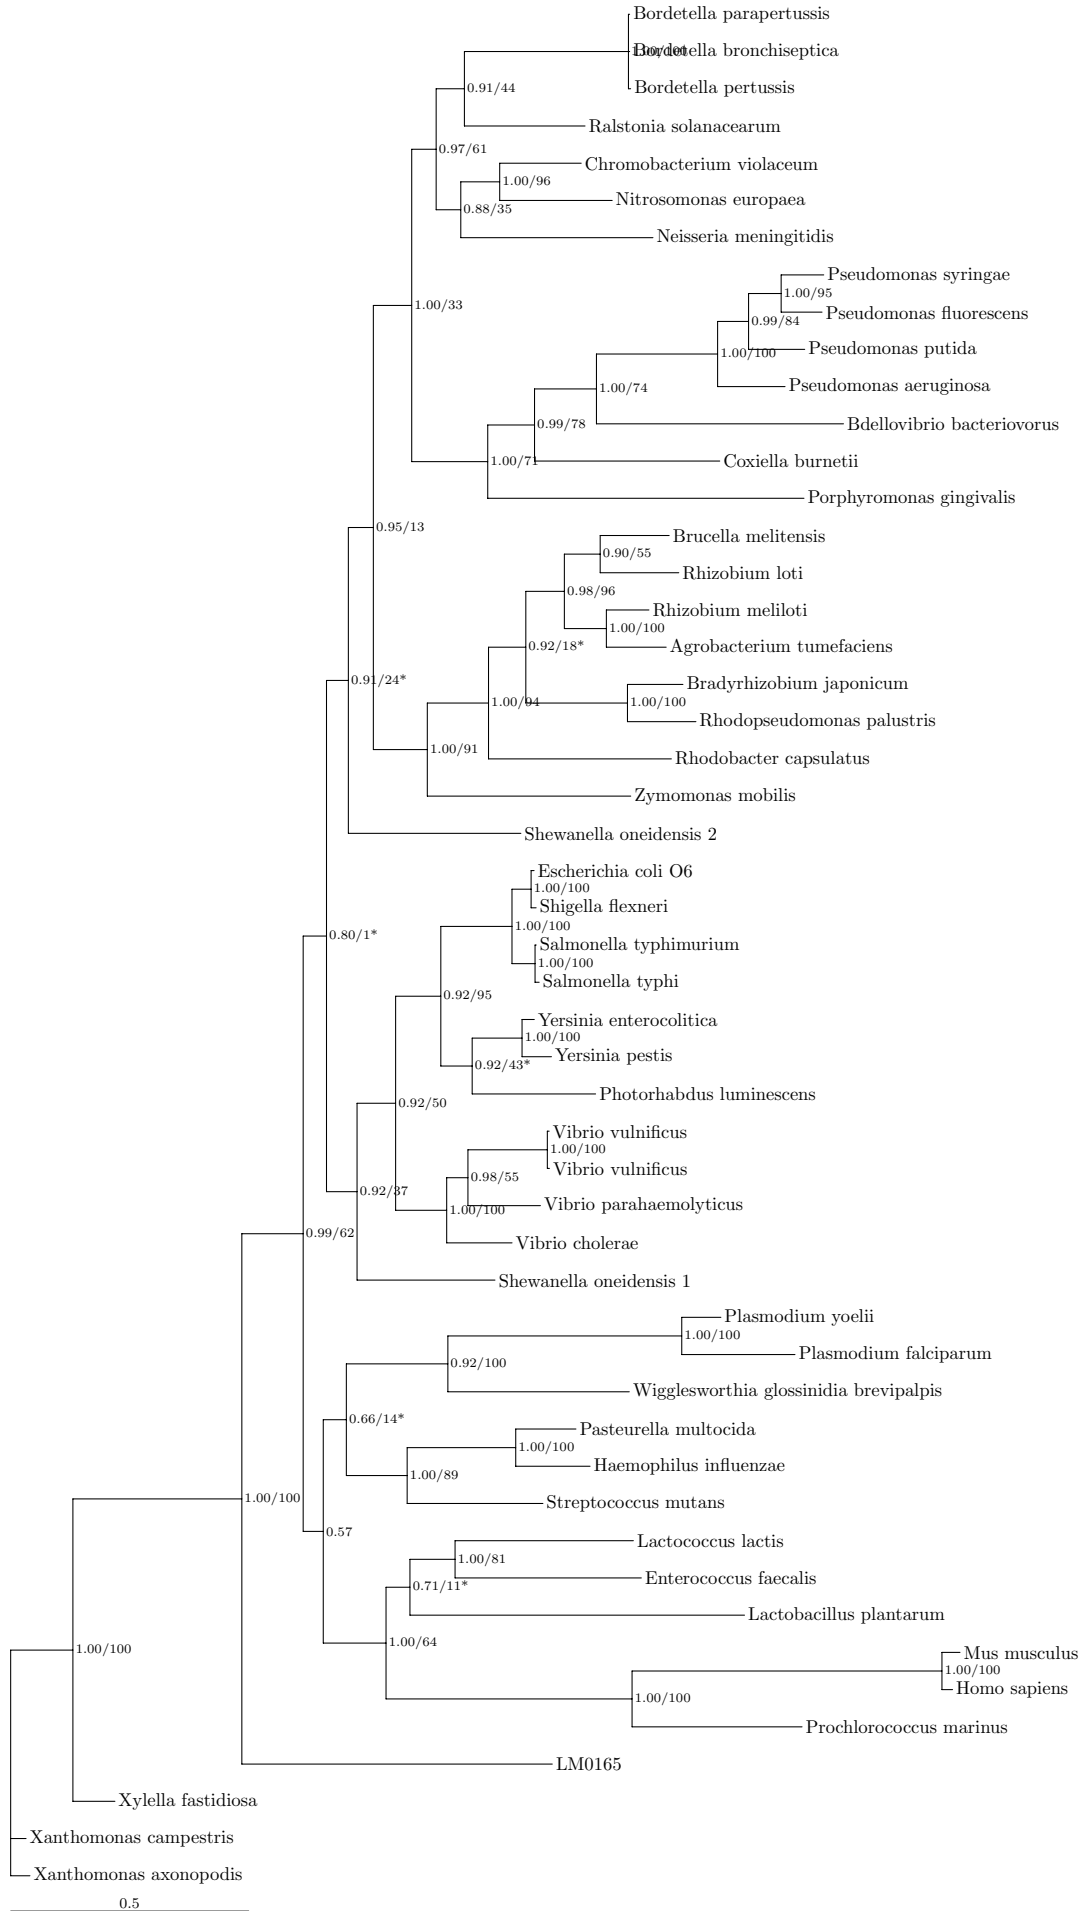 Bordetella parapertussis
1.00/100
Bordetella bronchiseptica
Bordetella pertussis
0.91/44
Ralstonia solanacearum
0.97/61
Chromobacterium violaceum
1.00/96
Nitrosomonas europaea
0.88/35
Neisseria meningitidis
Pseudomonas syringae
1.00/95
1.00/33
Pseudomonas fluorescens
0.99/84
Pseudomonas putida
1.00/100
Pseudomonas aeruginosa
1.00/74
Bdellovibrio bacteriovorus
0.99/78
Coxiella burnetii
1.00/71
Porphyromonas gingivalis
0.95/13
Brucella melitensis
0.90/55
Rhizobium loti
0.98/96
Rhizobium meliloti
1.00/100
Agrobacterium tumefaciens
0.92/18*
Bradyrhizobium japonicum
0.91/24*
1.00/94
1.00/100
Rhodopseudomonas palustris
1.00/91
Rhodobacter capsulatus
Zymomonas mobilis
Shewanella oneidensis 2
Escherichia coli O6
1.00/100
Shigella flexneri
1.00/100
0.80/1*
Salmonella typhimurium
1.00/100
Salmonella typhi
0.92/95
Yersinia enterocolitica
1.00/100
Yersinia pestis
0.92/43*
Photorhabdus luminescens
0.92/50
Vibrio vulnificus
1.00/100
Vibrio vulnificus
0.98/55
0.92/37
Vibrio parahaemolyticus
1.00/100
0.99/62
Vibrio cholerae
Shewanella oneidensis 1
Plasmodium yoelii
1.00/100
Plasmodium falciparum
0.92/100
Wigglesworthia glossinidia brevipalpis
0.66/14*
Pasteurella multocida
1.00/100
Haemophilus influenzae
1.00/89
1.00/100
Streptococcus mutans
0.57
Lactococcus lactis
1.00/81
Enterococcus faecalis
0.71/11*
Lactobacillus plantarum
1.00/64
1.00/100
Mus musculus
1.00/100
Homo sapiens
1.00/100
Prochlorococcus marinus
LM0165
Xylella fastidiosa
Xanthomonas campestris
Xanthomonas axonopodis
0.5